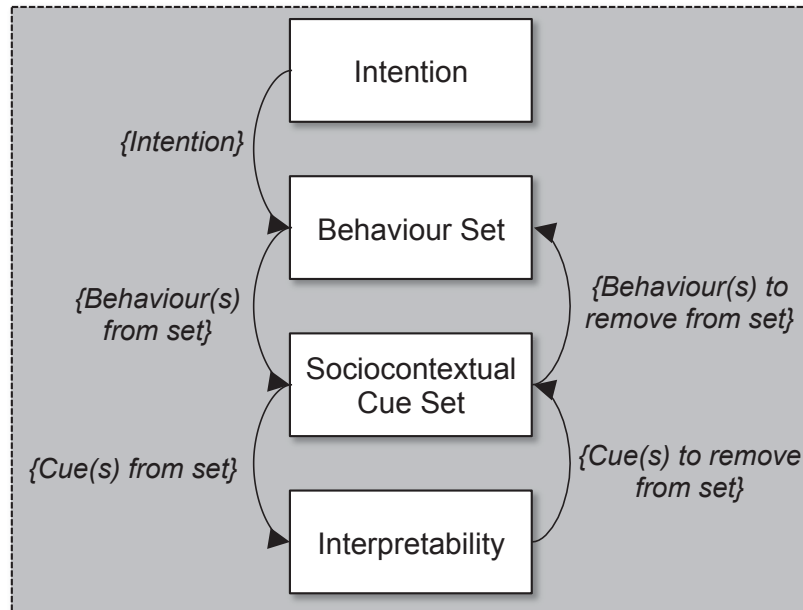 Intention
{Intention}
Behaviour Set
{Behaviour(s)
from set}
{Behaviour(s) to
remove from set}
Sociocontextual
Cue Set
{Cue(s) from set}
{Cue(s) to remove
from set}
Interpretability